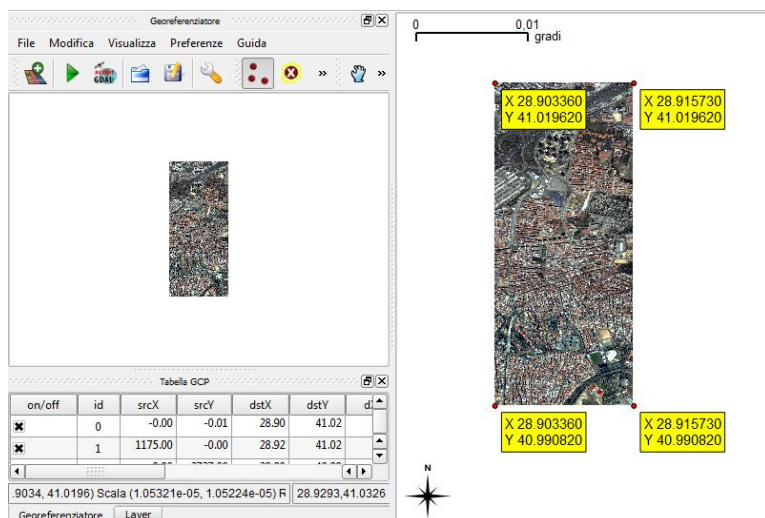 Georeferenziatore
File Modifica Visualizza Preferenze Guida
GDAL
»
»
Tabella GCP
on/off id srcX srcY dstX dstY
0 -0.00 -0.01 28.90 41.02
1 1175.00 -0.00 28.92 41.02
.9034, 41.0196) Scala (1.05321e-05, 1.05224e-05) R
28.9293,41.0326
Georeferenziatore Layer
0 0,01
gradi
X 28.903360
Y 41.019620
X 28.915730
Y 41.019620
X 28.903360
Y 40.990820
X 28.915730
Y 40.990820
N